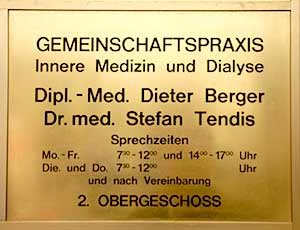 GEMEINSCHAFTSPRAXIS
Innere Medizin und Dialyse
Dipl.-Med. Dieter Berger
Dr. med. Stefan Tendis
Sprechzeiten
Mo.-Fr. 7³⁰-12⁰⁰ und 14⁰⁰-17⁰⁰ Uhr
Die. und Do. 7³⁰-12⁰⁰ Uhr
und nach Vereinbarung
2. OBERGESCHOSS